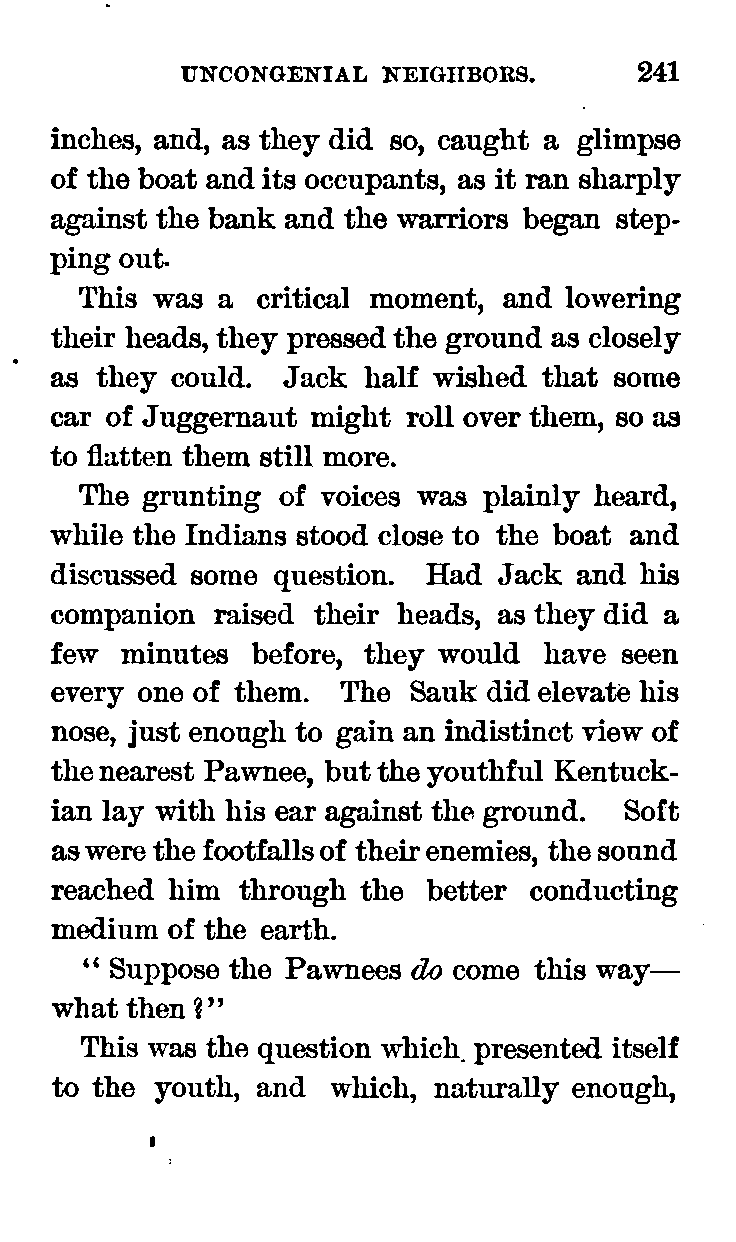 UNCONGENIAL NEIGHBORS. 241
inches, and, as they did so, caught a glimpse
of the boat and its occupants, as it ran sharply
against the bank and the warriors began step-
ping out.
This was a critical moment, and lowering
their heads, they pressed the ground as closely
as they could. Jack half wished that some
car of Juggernaut might roll over them, so as
to flatten them still more.
The grunting of voices was plainly heard,
while the Indians stood close to the boat and
discussed some question. Had Jack and his
companion raised their heads, as they did a
few minutes before, they would have seen
every one of them. The Sauk did elevate his
nose, just enough to gain an indistinct view of
the nearest Pawnee, but the youthful Kentuck-
ian lay with his ear against the ground. Soft
as were the footfalls of their enemies, the sound
reached him through the better conducting
medium of the earth.
"Suppose the Pawnees do come this way—
what then?"
This was the question which presented itself
to the youth, and which, naturally enough,